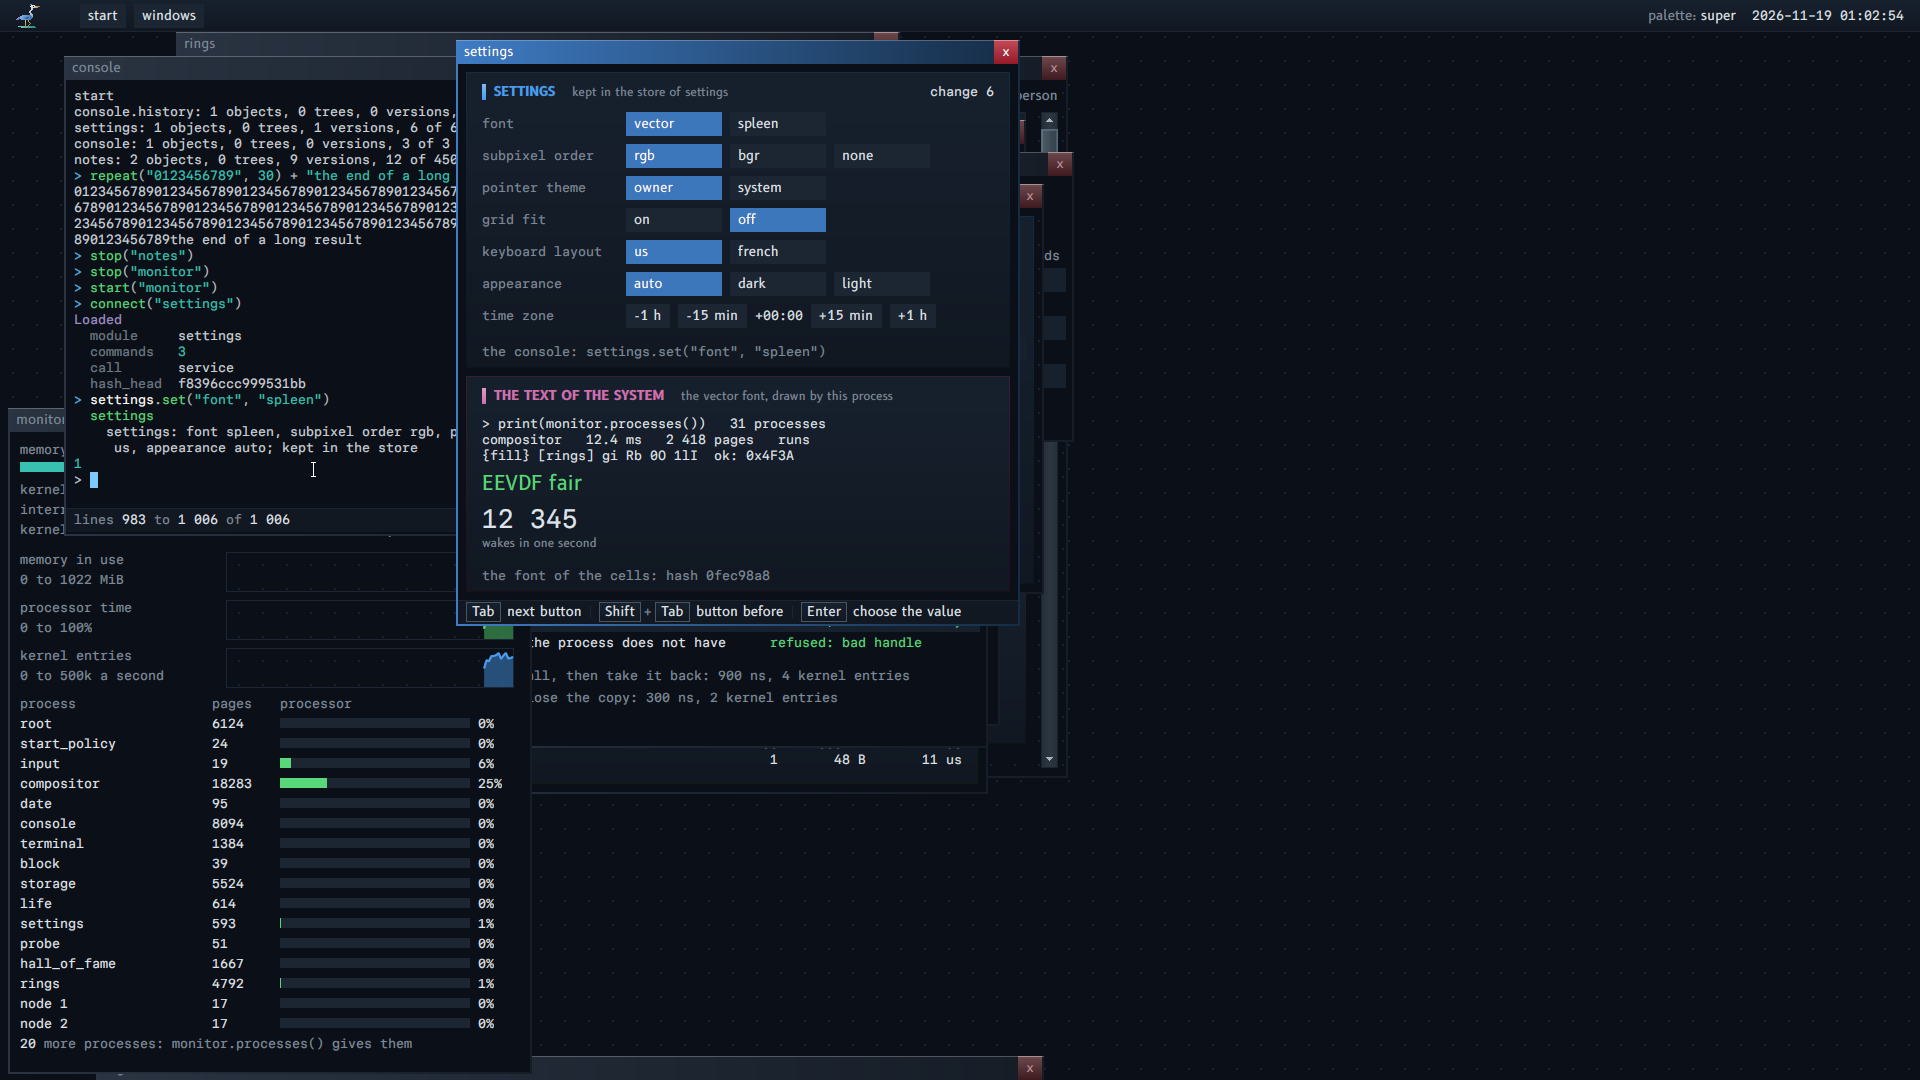 start windows palette: super 2026-11-19 01:02:54
rings
console
start
console.history: 1 objects, 0 trees, 0 versions,
settings: 1 objects, 0 trees, 1 versions, 6 of 6
console: 1 objects, 0 trees, 0 versions, 3 of 3
notes: 2 objects, 0 trees, 9 versions, 12 of 450
> repeat("0123456789", 30) + "the end of a long
012345678901234567890123456789012345678901234567
678901234567890123456789012345678901234567890123
234567890123456789012345678901234567890123456789
890123456789the end of a long result
> stop("notes")
> stop("monitor")
> start("monitor")
> connect("settings")
Loaded
module settings
commands 3
call service
hash_head f8396ccc999531bb
> settings.set("font", "spleen")
settings
settings: font spleen, subpixel order rgb, p
us, appearance auto; kept in the store
1
>
lines 983 to 1 006 of 1 006
settings x
SETTINGS kept in the store of settings change 6
font vector spleen
subpixel order rgb bgr none
pointer theme owner system
grid fit on off
keyboard layout us french
appearance auto dark light
time zone -1 h -15 min +00:00 +15 min +1 h
the console: settings.set("font", "spleen")
THE TEXT OF THE SYSTEM the vector font, drawn by this process
> print(monitor.processes()) 31 processes
compositor 12.4 ms 2 418 pages runs
{fill} [rings] gi Rb 0O 1lI ok: 0x4F3A
EEVDF fair
12 345
wakes in one second
the font of the cells: hash 0fec98a8
Tab next button Shift + Tab button before Enter choose the value
x
erson
x
x
ds
the process does not have refused: bad handle
all, then take it back: 900 ns, 4 kernel entries
ose the copy: 300 ns, 2 kernel entries
1 48 B 11 us
x
monitor
memory
kernel
inter
kernel
memory in use
0 to 1022 MiB
processor time
0 to 100%
kernel entries
0 to 500k a second
process pages processor
root 6124 0%
start_policy 24 0%
input 19 6%
compositor 18283 25%
date 95 0%
console 8094 0%
terminal 1384 0%
block 39 0%
storage 5524 0%
life 614 0%
settings 593 1%
probe 51 0%
hall_of_fame 1667 0%
rings 4792 1%
node 1 17 0%
node 2 17 0%
20 more processes: monitor.processes() gives them